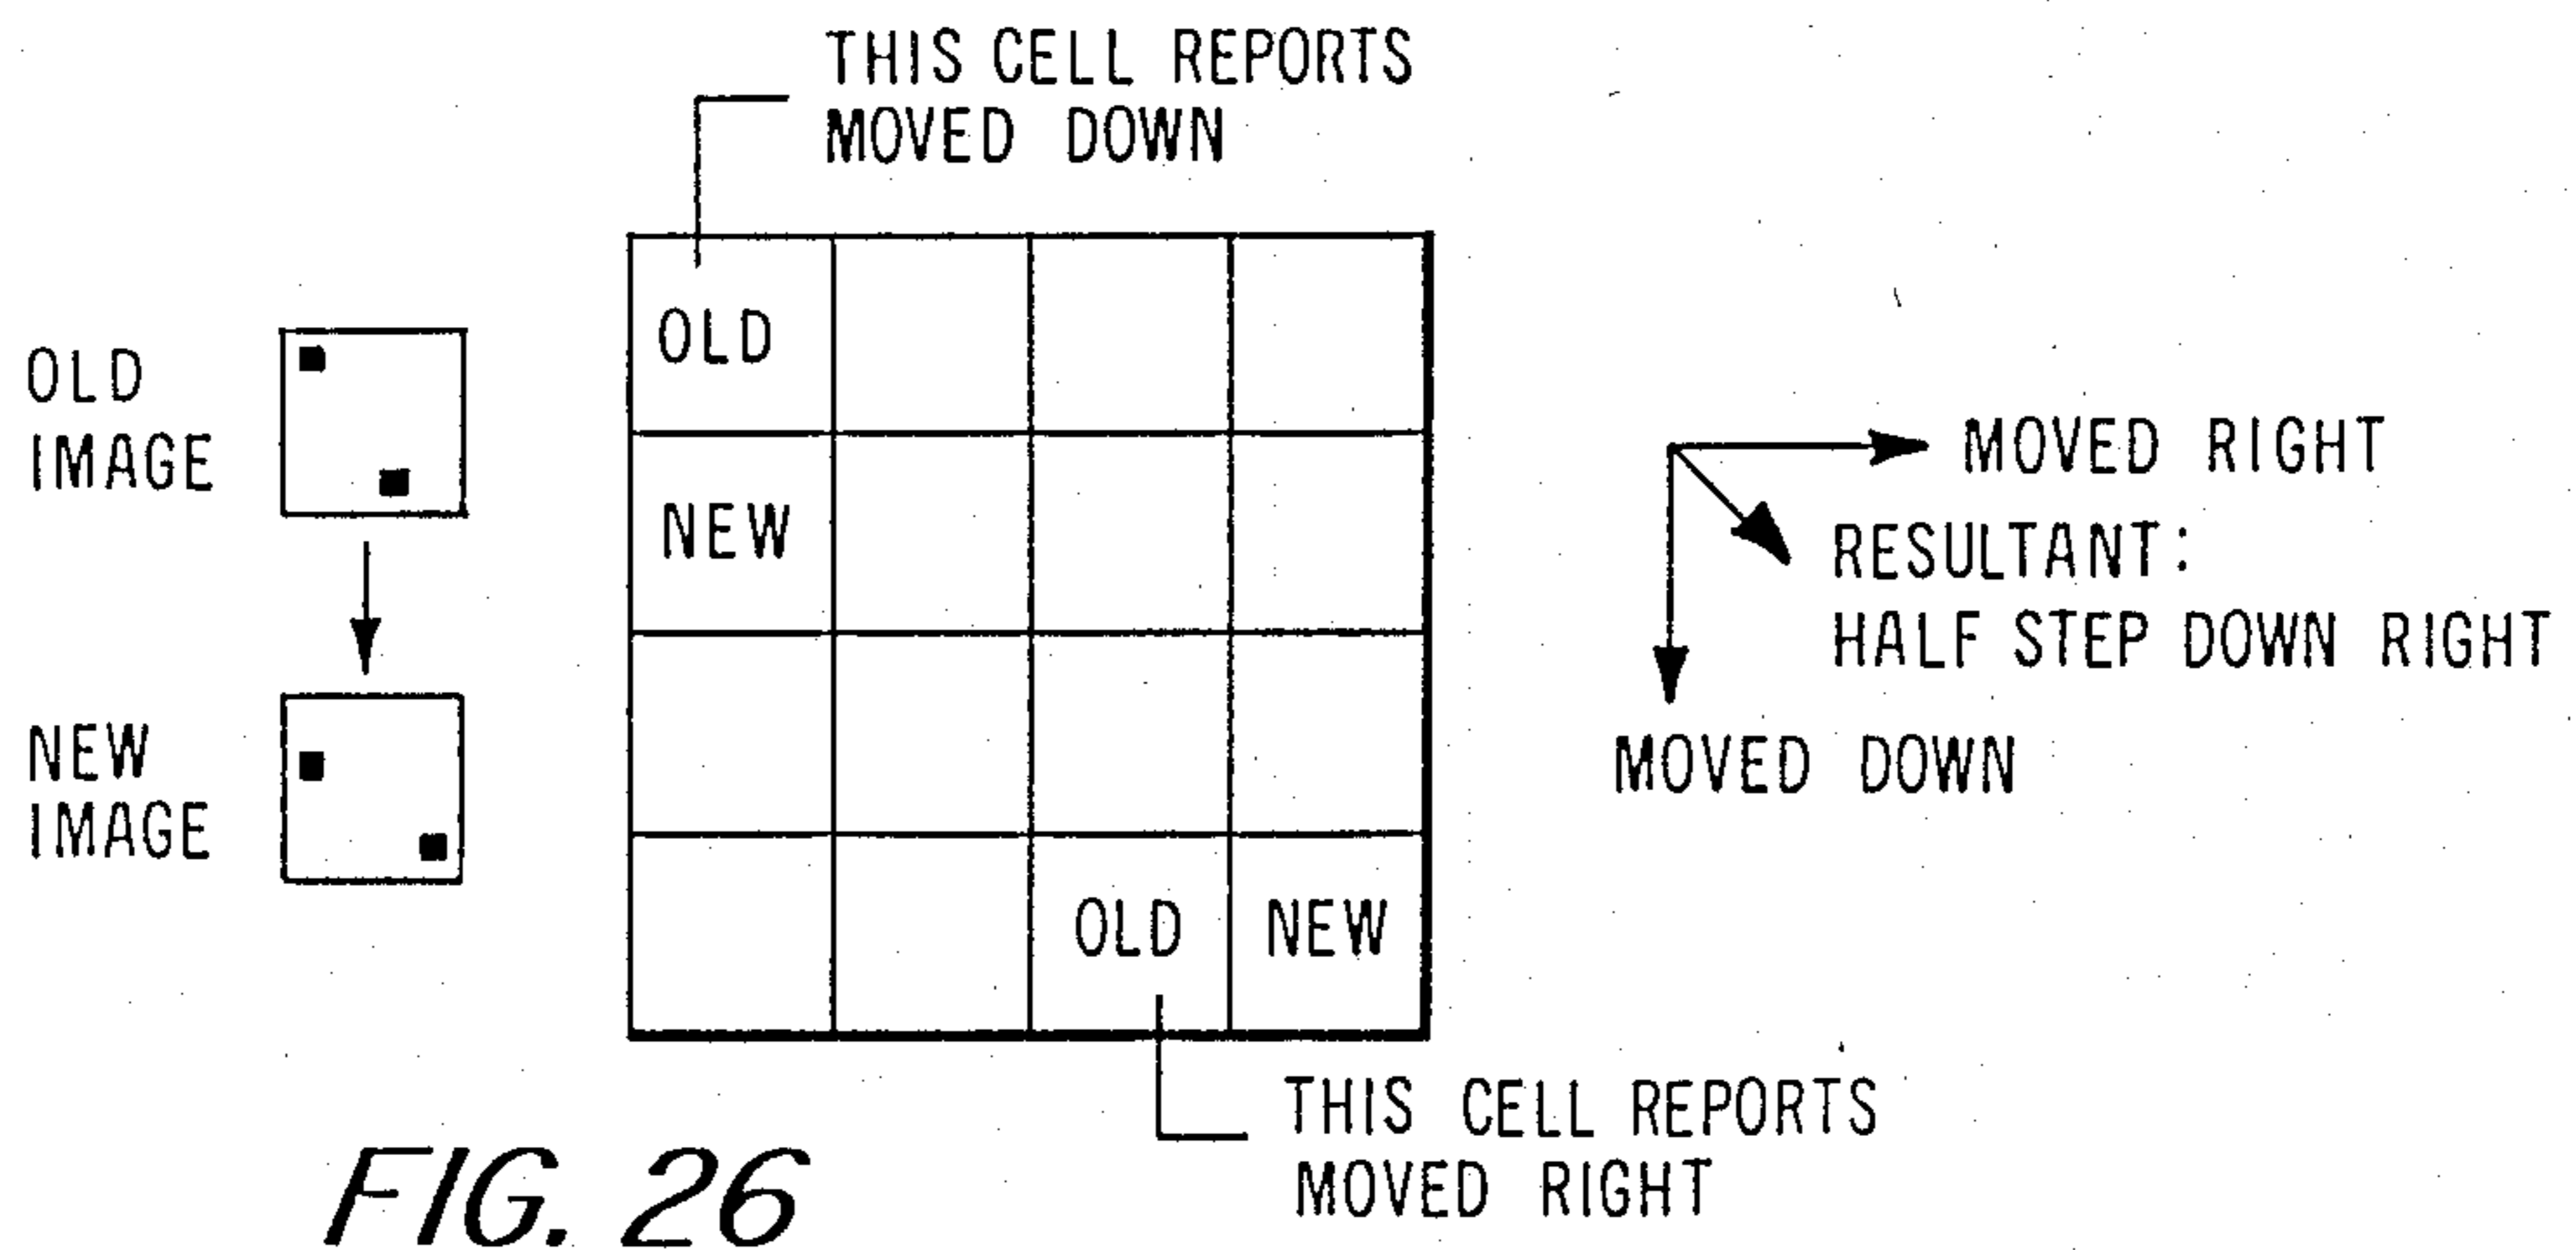 THIS CELL REPORTS
MOVED DOWN
OLD
IMAGE
NEW
IMAGE
OLD
NEW
OLD NEW
MOVED RIGHT
RESULTANT:
HALF STEP DOWN RIGHT
MOVED DOWN
THIS CELL REPORTS
MOVED RIGHT
FIG. 26